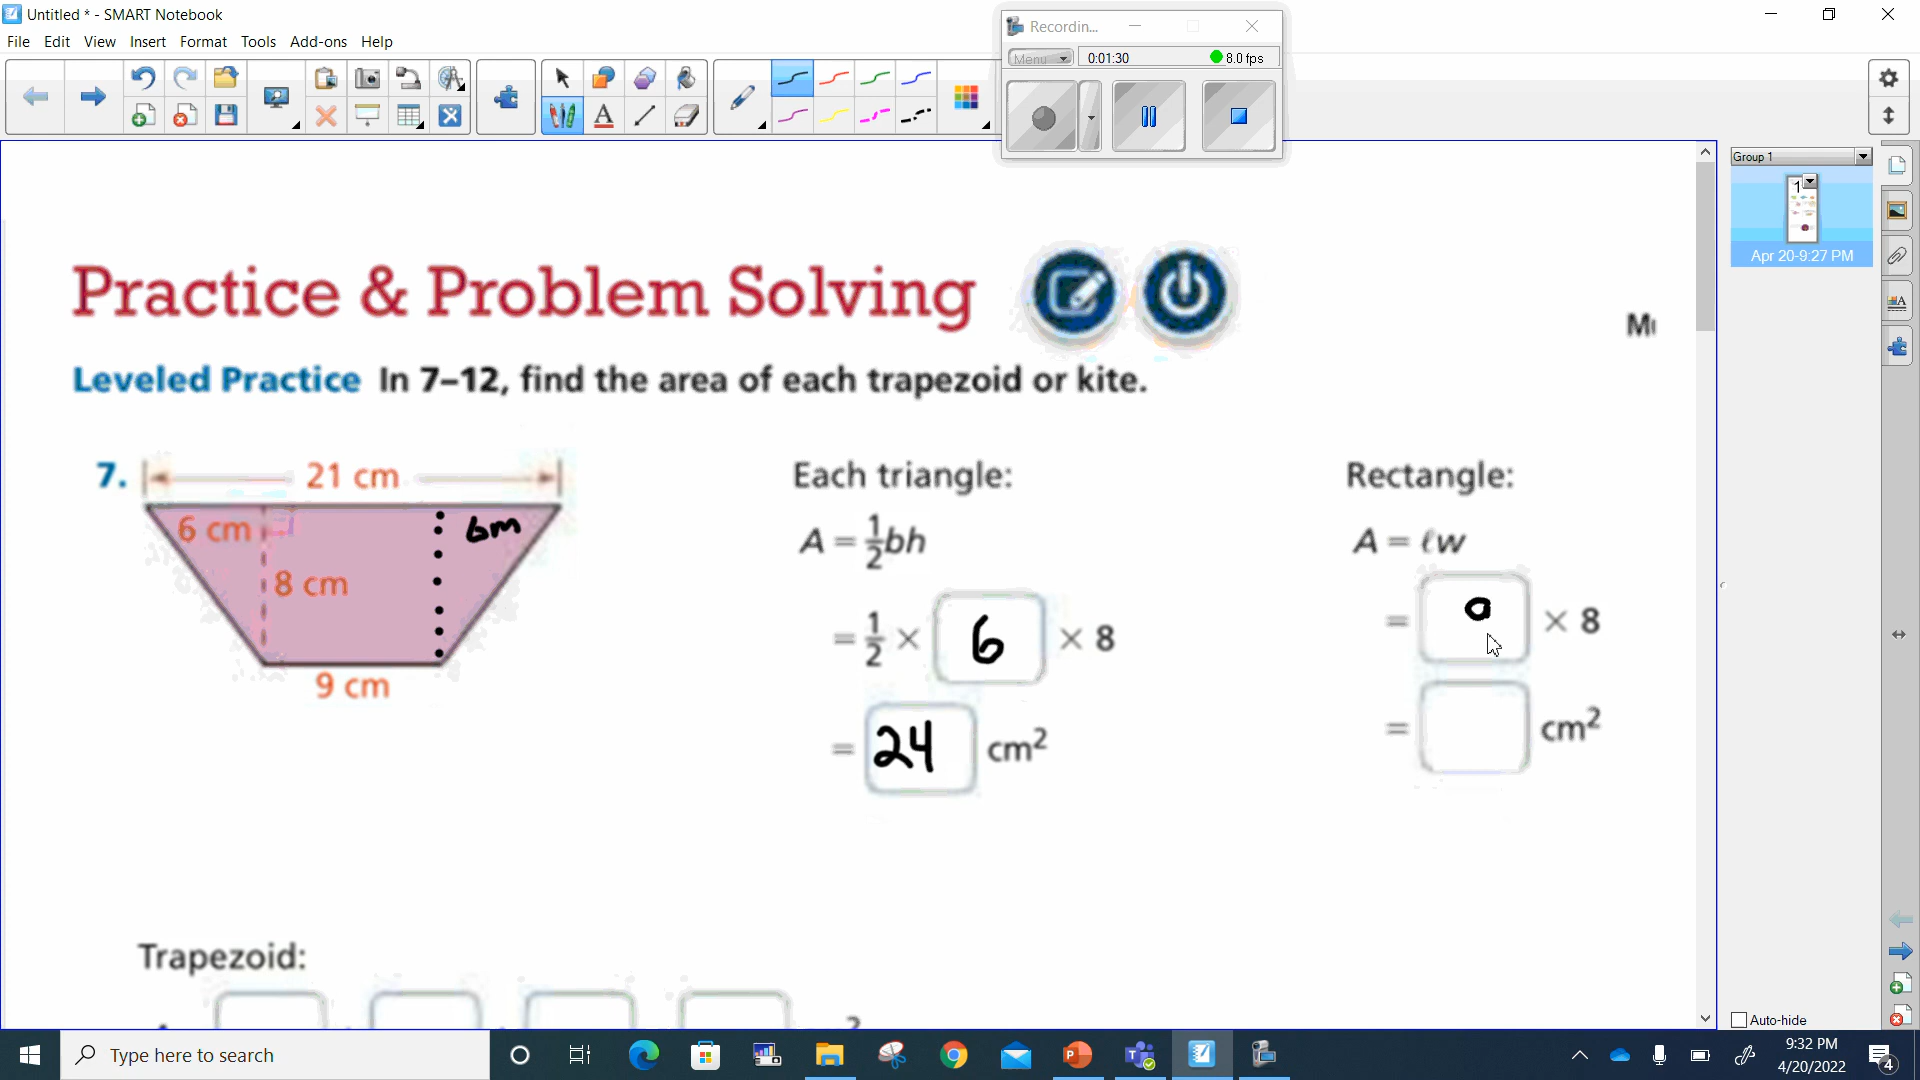 Untitled * - SMART Notebook
File Edit View Insert Format Tools Add-ons Help
Recordin...
Menu 0:01:30 8.0 fps
A
Group 1
1
Apr 20-9:27 PM
Practice & Problem Solving
Leveled Practice In 7–12, find the area of each trapezoid or kite.
7. 21 cm
6 cm 6m
8 cm
9 cm
Each triangle:
A = 1/2 bh
= 1/2 × 6 × 8
= 24 cm²
Rectangle:
A = ℓw
= × 8
= cm²
Trapezoid:
Auto-hide
Type here to search
9:32 PM
4/20/2022
4